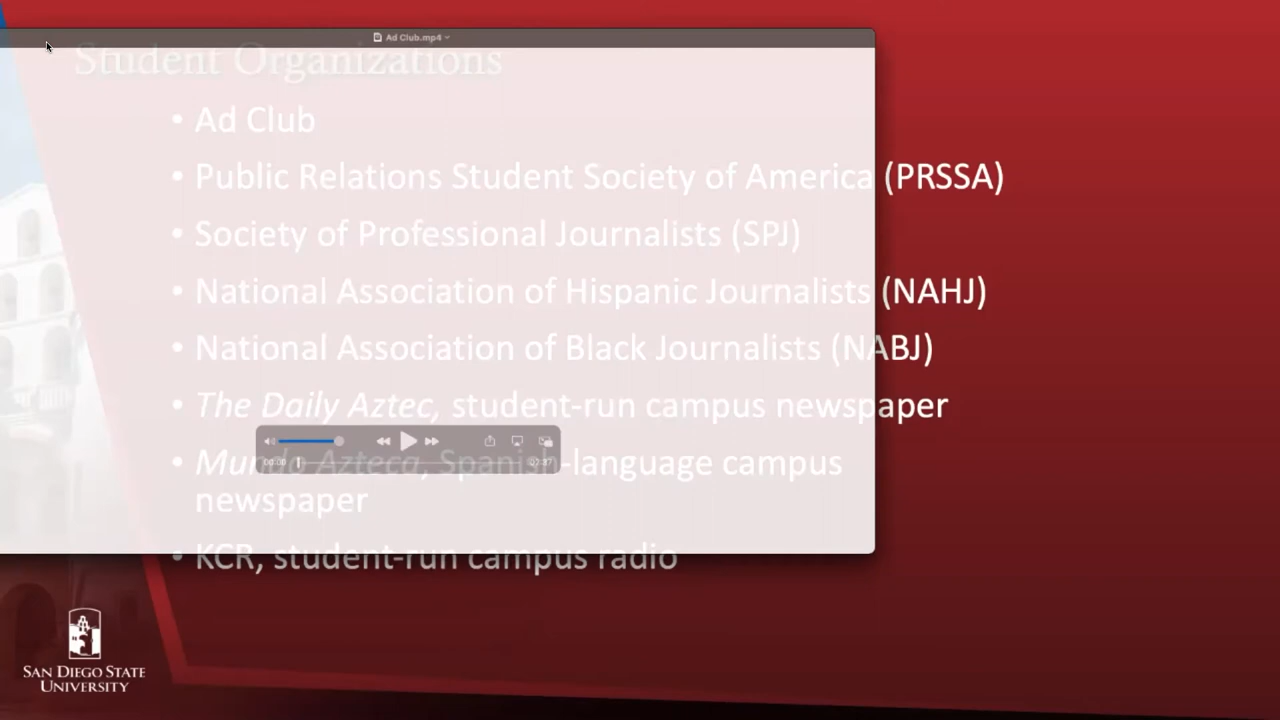 Ad Club.mp4
Student Organizations
• Ad Club
• Public Relations Student Society of America (PRSSA)
• Society of Professional Journalists (SPJ)
• National Association of Hispanic Journalists (NAHJ)
• National Association of Black Journalists (NABJ)
• The Daily Aztec, student-run campus newspaper
• Mundo Azteca, Spanish-language campus
newspaper
00:00
• KCR, student-run campus radio
SAN DIEGO STATE
UNIVERSITY